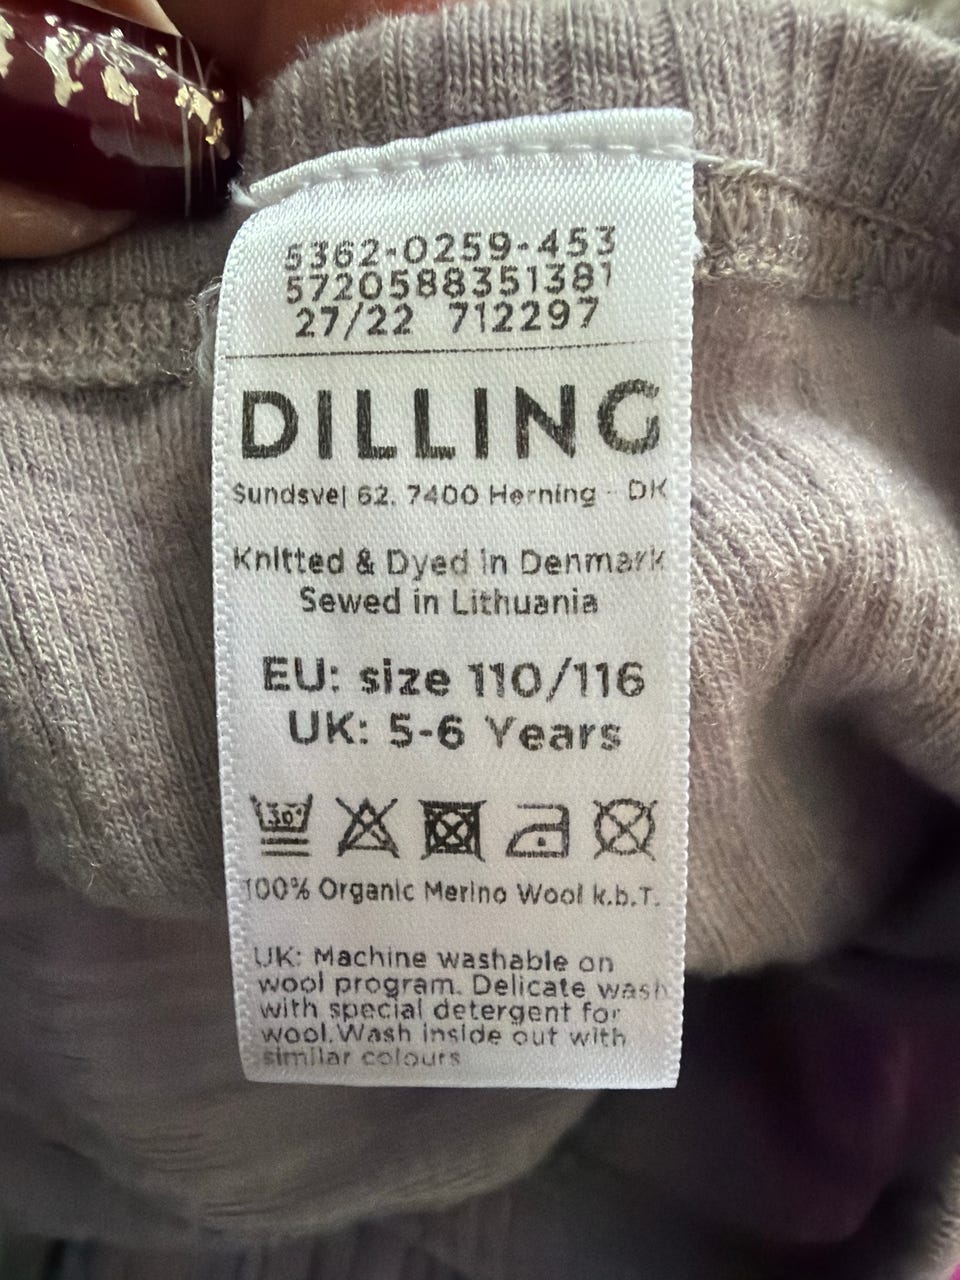 5362-0259-453
5720588351381
27/22 712297
DILLING
Sundsvej 62. 7400 Herning - DK
Knitted & Dyed in Denmark
Sewed in Lithuania
EU: size 110/116
UK: 5-6 Years
30°
100% Organic Merino Wool k.b.T.
UK: Machine washable on
wool program. Delicate wash
with special detergent for
wool.Wash inside out with
similar colours